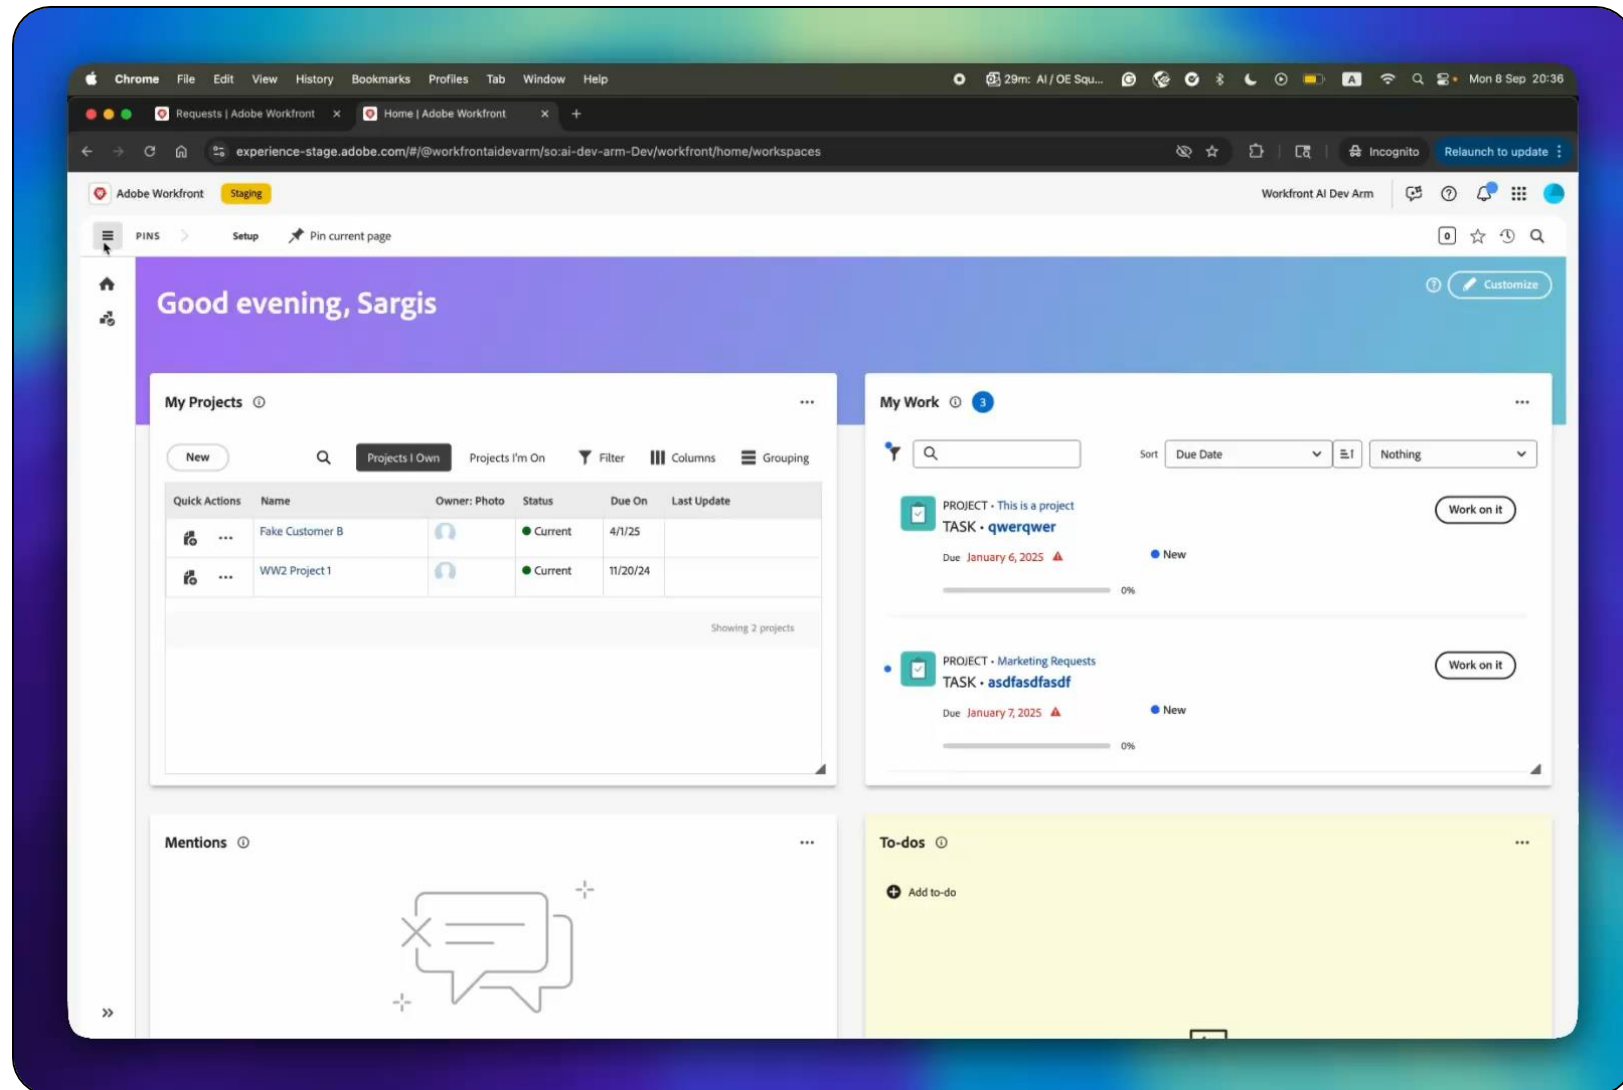 Chrome File Edit View History Bookmarks Profiles Tab Window Help 29m: AI / OE Squ... A Mon 8 Sep 20:36
Requests | Adobe Workfront Home | Adobe Workfront
experience-stage.adobe.com/#/@workfrontaidevarm/so:ai-dev-arm-Dev/workfront/home/workspaces Incognito Relaunch to update
Adobe Workfront Staging Workfront AI Dev Arm
PINS Setup Pin current page 0
Good evening, Sargis
Customize
My Projects
New Projects I Own Projects I'm On Filter Columns Grouping
Quick Actions Name Owner: Photo Status Due On Last Update
Fake Customer B Current 4/1/25
WW2 Project 1 Current 11/20/24
Showing 2 projects
My Work 3
Sort Due Date Nothing
PROJECT • This is a project
TASK • qwerqwer
Work on it
Due January 6, 2025 New
0%
PROJECT • Marketing Requests
TASK • asdfasdfasdf
Work on it
Due January 7, 2025 New
0%
Mentions
To-dos
Add to-do